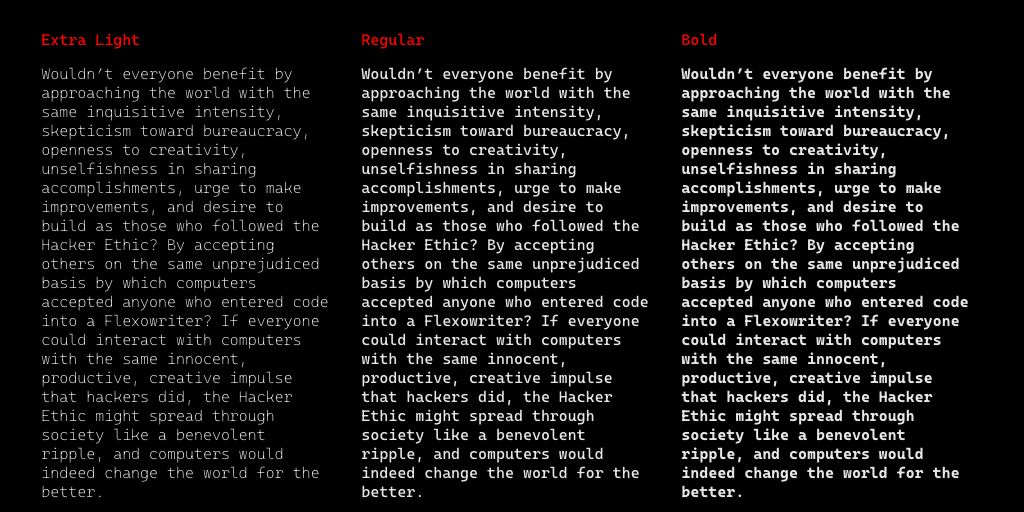 Extra Light
Wouldn’t everyone benefit by
approaching the world with the
same inquisitive intensity,
skepticism toward bureaucracy,
openness to creativity,
unselfishness in sharing
accomplishments, urge to make
improvements, and desire to
build as those who followed the
Hacker Ethic? By accepting
others on the same unprejudiced
basis by which computers
accepted anyone who entered code
into a Flexowriter? If everyone
could interact with computers
with the same innocent,
productive, creative impulse
that hackers did, the Hacker
Ethic might spread through
society like a benevolent
ripple, and computers would
indeed change the world for the
better.
Regular
Wouldn’t everyone benefit by
approaching the world with the
same inquisitive intensity,
skepticism toward bureaucracy,
openness to creativity,
unselfishness in sharing
accomplishments, urge to make
improvements, and desire to
build as those who followed the
Hacker Ethic? By accepting
others on the same unprejudiced
basis by which computers
accepted anyone who entered code
into a Flexowriter? If everyone
could interact with computers
with the same innocent,
productive, creative impulse
that hackers did, the Hacker
Ethic might spread through
society like a benevolent
ripple, and computers would
indeed change the world for the
better.
Bold
Wouldn’t everyone benefit by
approaching the world with the
same inquisitive intensity,
skepticism toward bureaucracy,
openness to creativity,
unselfishness in sharing
accomplishments, urge to make
improvements, and desire to
build as those who followed the
Hacker Ethic? By accepting
others on the same unprejudiced
basis by which computers
accepted anyone who entered code
into a Flexowriter? If everyone
could interact with computers
with the same innocent,
productive, creative impulse
that hackers did, the Hacker
Ethic might spread through
society like a benevolent
ripple, and computers would
indeed change the world for the
better.